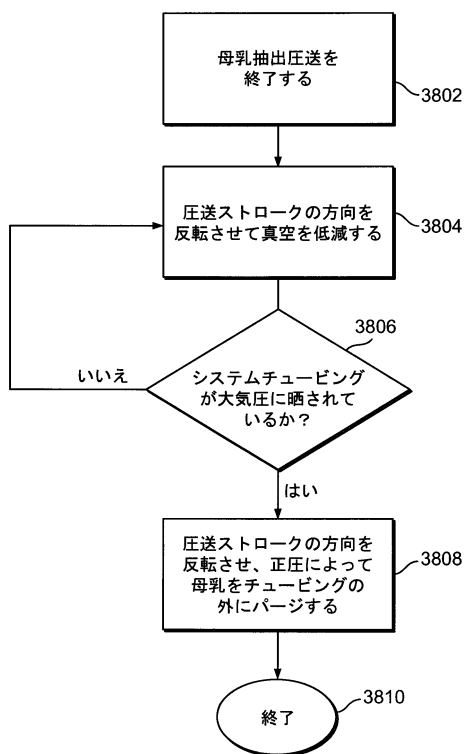 母乳抽出圧送を
終了する
3802
圧送ストロークの方向を
反転させて真空を低減する
3804
3806
システムチュービング
が大気圧に晒されて
いるか？
いいえ
はい
圧送ストロークの方向を
反転させ、正圧によって
母乳をチュービングの
外にパージする
3808
終了
3810